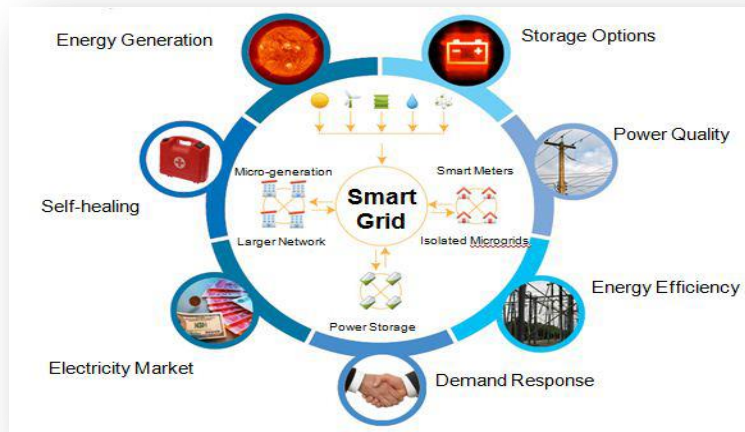 Energy Generation
Storage Options
Power Quality
Self-healing
Micro-generation
Smart Meters
Smart
Grid
Larger Network
Isolated Microgrids
Energy Efficiency
Power Storage
Electricity Market
Demand Response